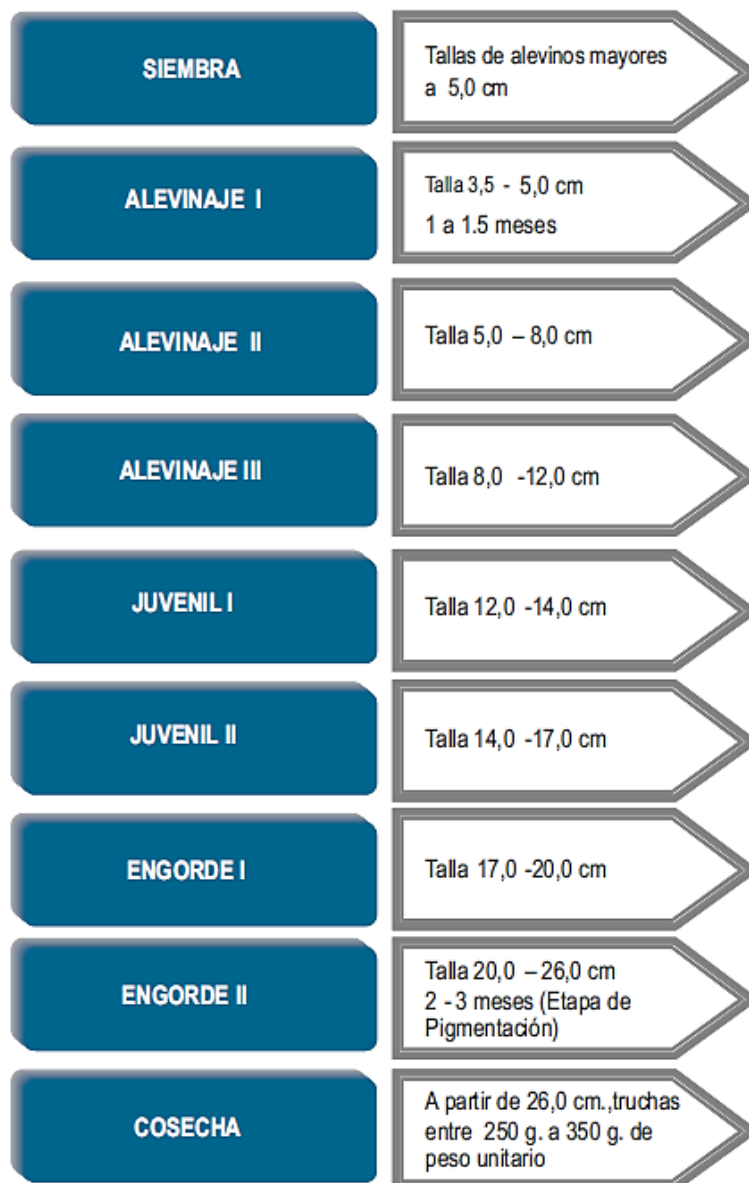 SIEMBRA
Tallas de alevinos mayores
a 5,0 cm
ALEVINAJE I
Talla 3,5 - 5,0 cm
1 a 1.5 meses
ALEVINAJE II
Talla 5,0 – 8,0 cm
ALEVINAJE III
Talla 8,0 -12,0 cm
JUVENIL I
Talla 12,0 -14,0 cm
JUVENIL II
Talla 14,0 -17,0 cm
ENGORDE I
Talla 17,0 -20,0 cm
ENGORDE II
Talla 20,0 – 26,0 cm
2 - 3 meses (Etapa de
Pigmentación)
COSECHA
A partir de 26,0 cm.,truchas
entre 250 g. a 350 g. de
peso unitario